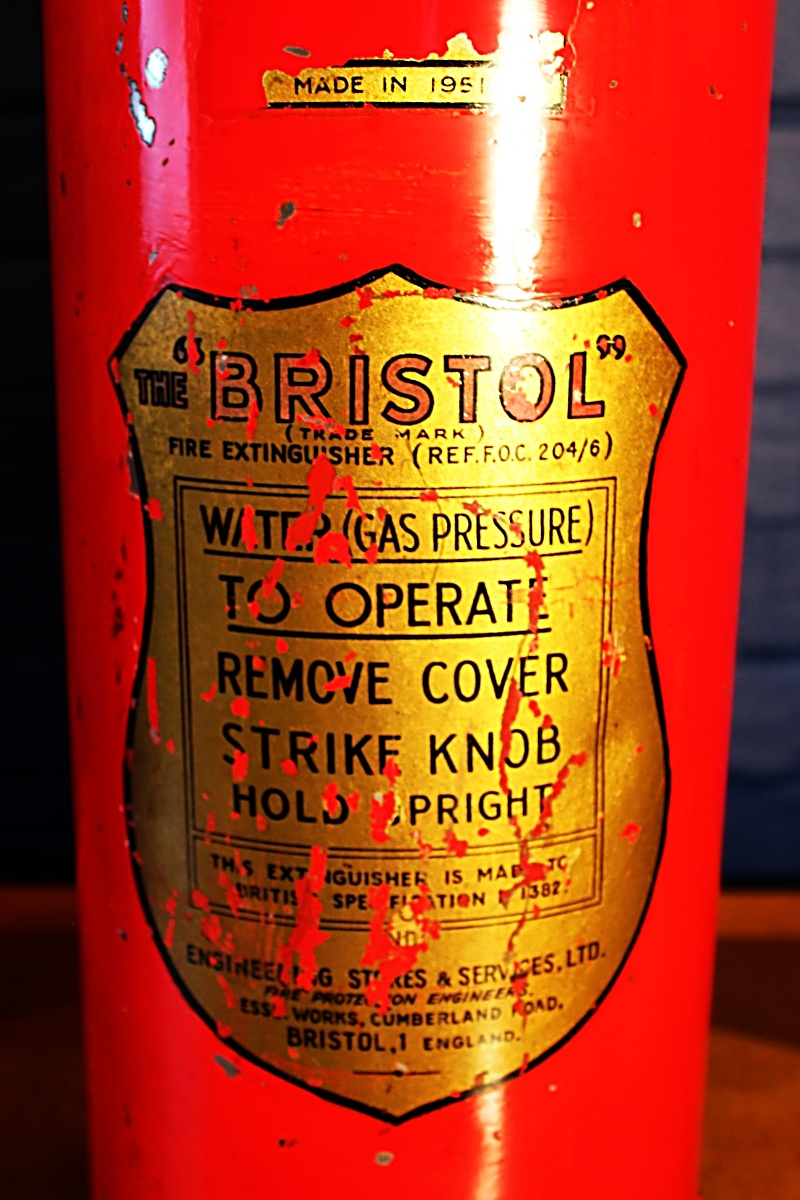 MADE IN 1951
THE "BRISTOL"
(TRADE MARK)
FIRE EXTINGUISHER (REF. F.O.C. 204/6)
WATER (GAS PRESSURE)
TO OPERATE
REMOVE COVER
STRIKE KNOB
HOLD UPRIGHT
THIS EXTINGUISHER IS MADE TO
BRITISH SPECIFICATION 1382.
ENGINEERING STORES & SERVICES, LTD.
FIRE PROTECTION ENGINEERS,
WORKS, CUMBERLAND ROAD,
BRISTOL, 1 ENGLAND.